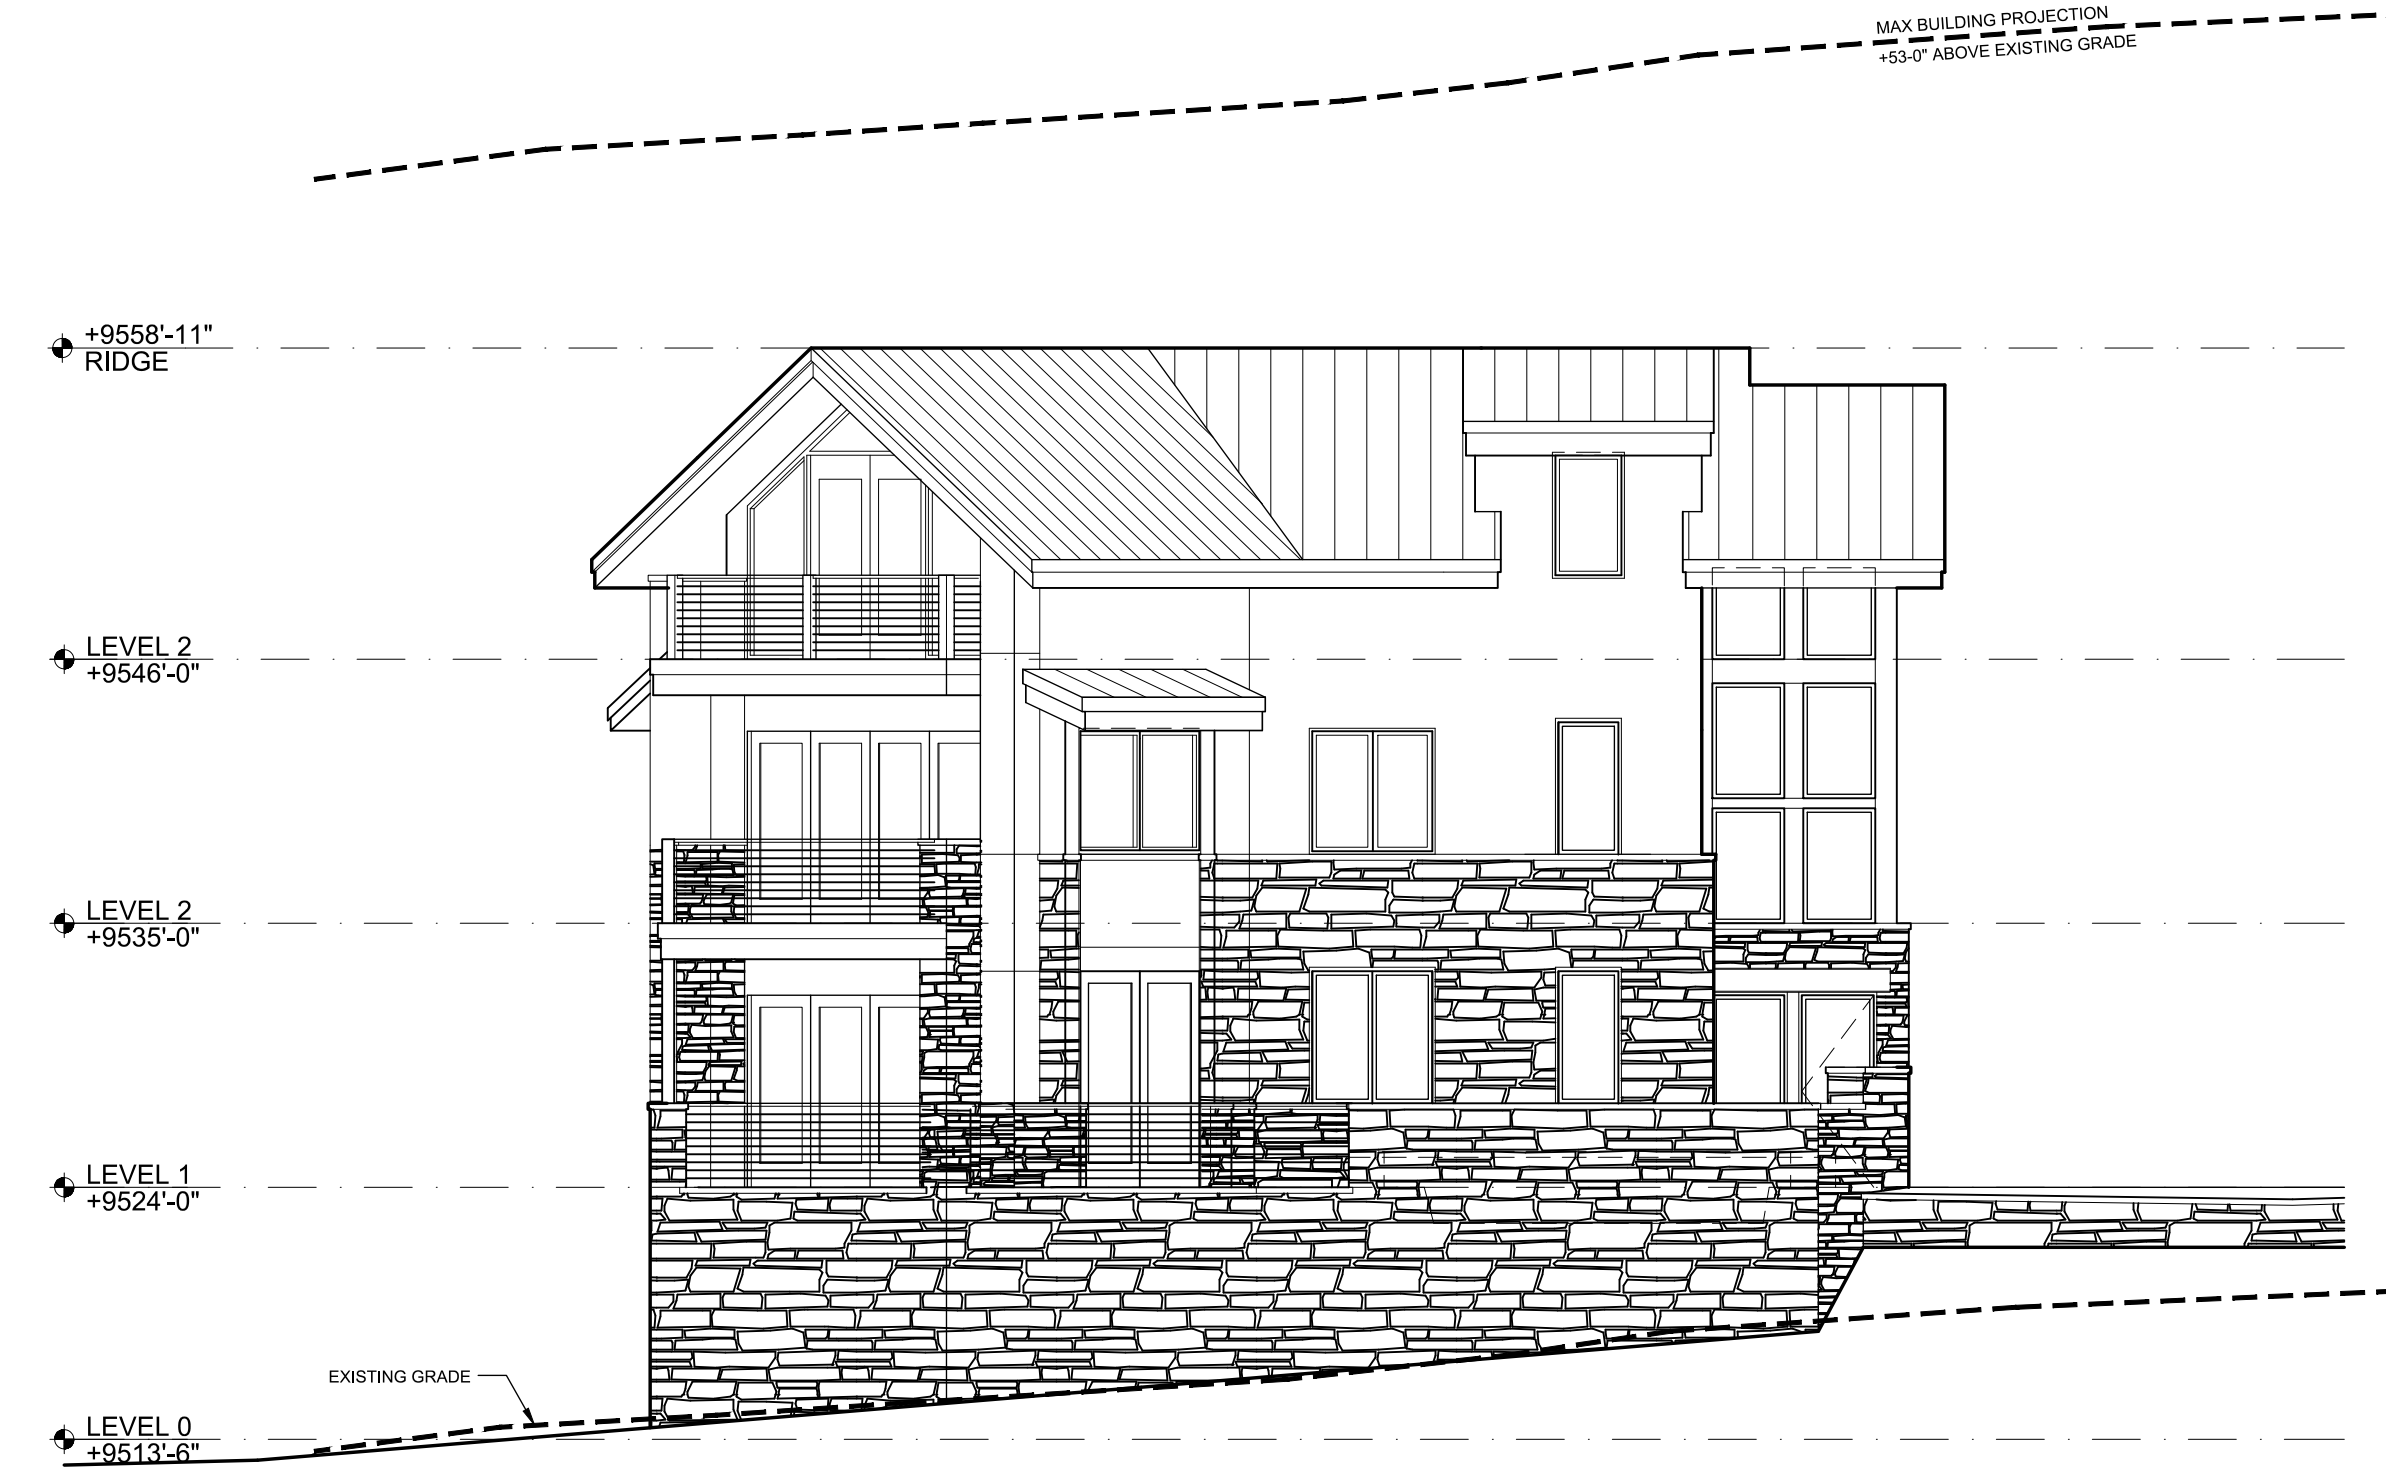 MAX BUILDING PROJECTION
+53-0" ABOVE EXISTING GRADE
+9558'-11"
RIDGE
LEVEL 2
+9546'-0"
LEVEL 2
+9535'-0"
LEVEL 1
+9524'-0"
EXISTING GRADE
LEVEL 0
+9513'-6"